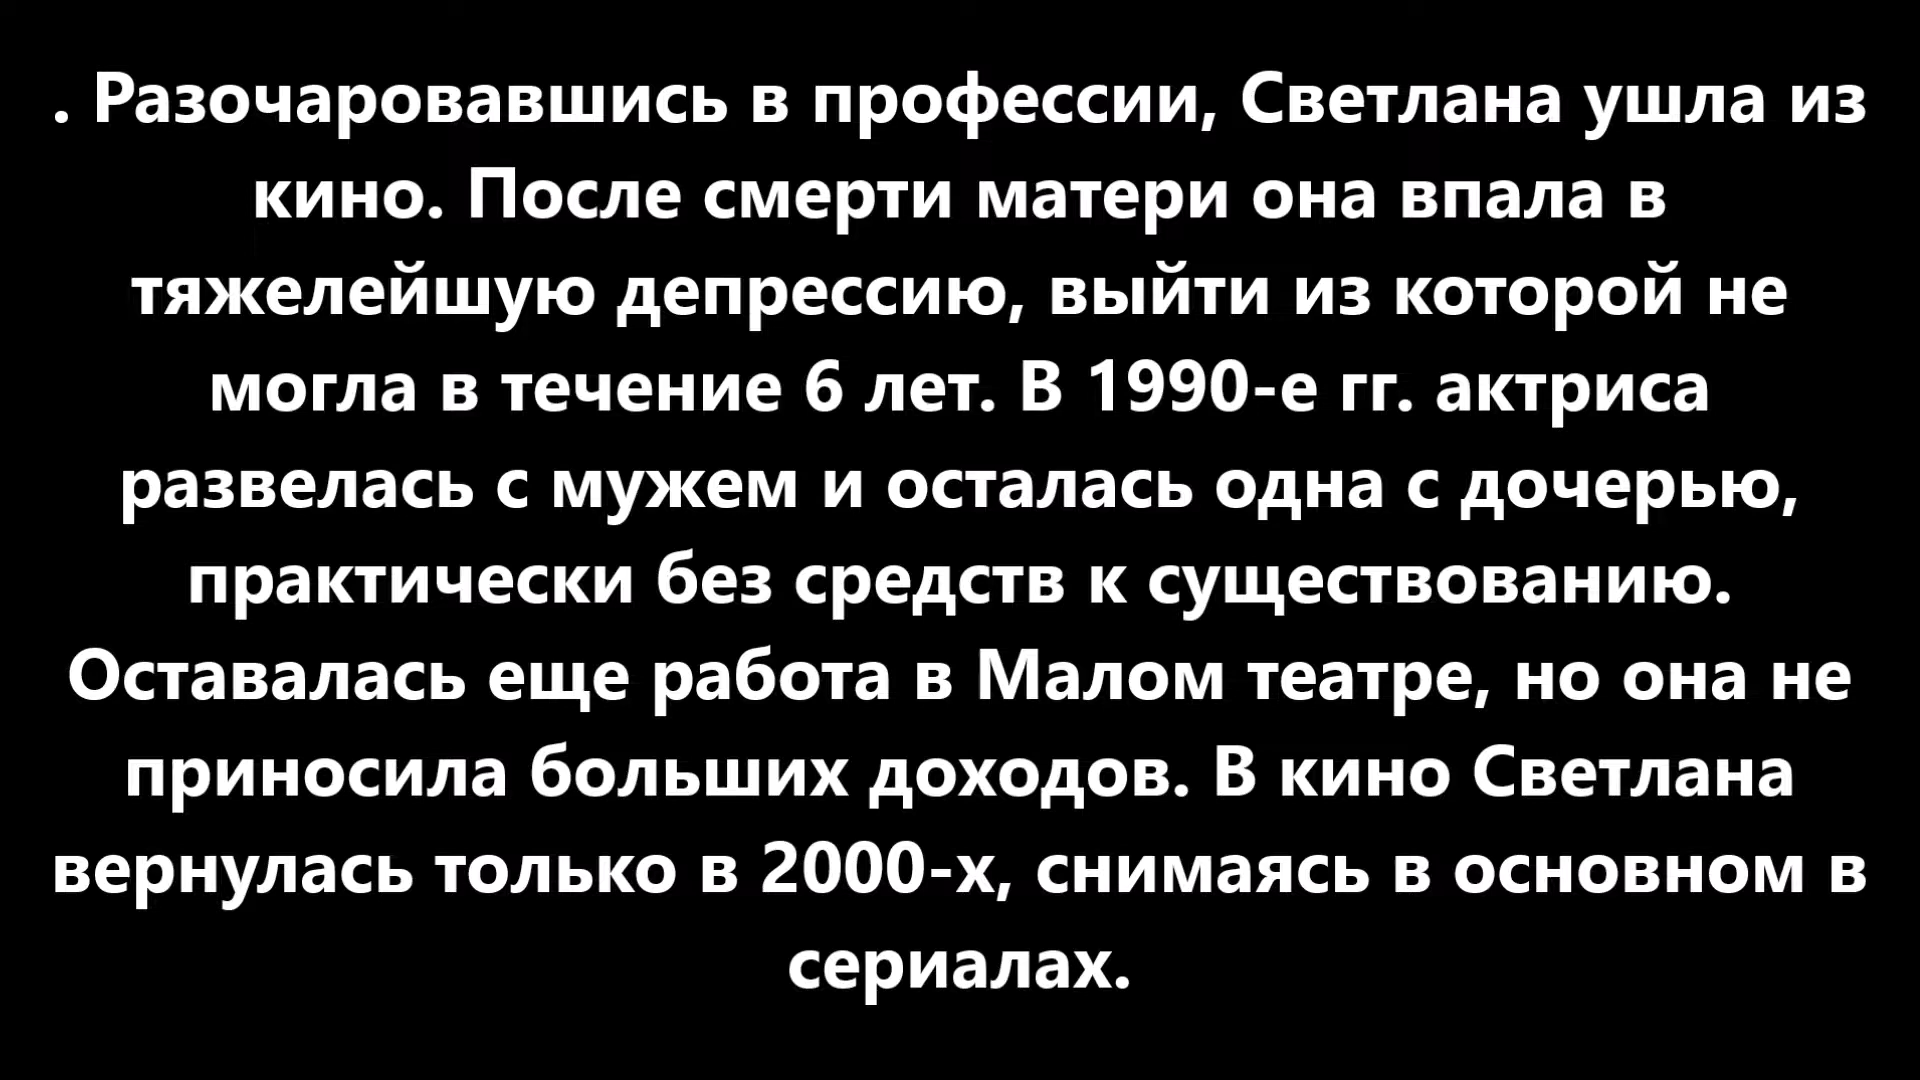 . Разочаровавшись в профессии, Светлана ушла из
кино. После смерти матери она впала в
тяжелейшую депрессию, выйти из которой не
могла в течение 6 лет. В 1990-е гг. актриса
развелась с мужем и осталась одна с дочерью,
практически без средств к существованию.
Оставалась еще работа в Малом театре, но она не
приносила больших доходов. В кино Светлана
вернулась только в 2000-х, снимаясь в основном в
сериалах.